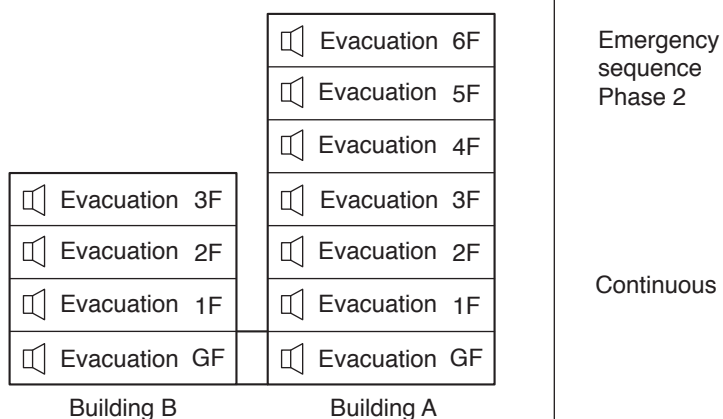 Evacuation 6F
Evacuation 5F
Evacuation 4F
Evacuation 3F
Evacuation 3F
Evacuation 2F
Evacuation 2F
Evacuation 1F
Evacuation 1F
Evacuation GF
Evacuation GF
Building B
Building A
Emergency
sequence
Phase 2
Continuous